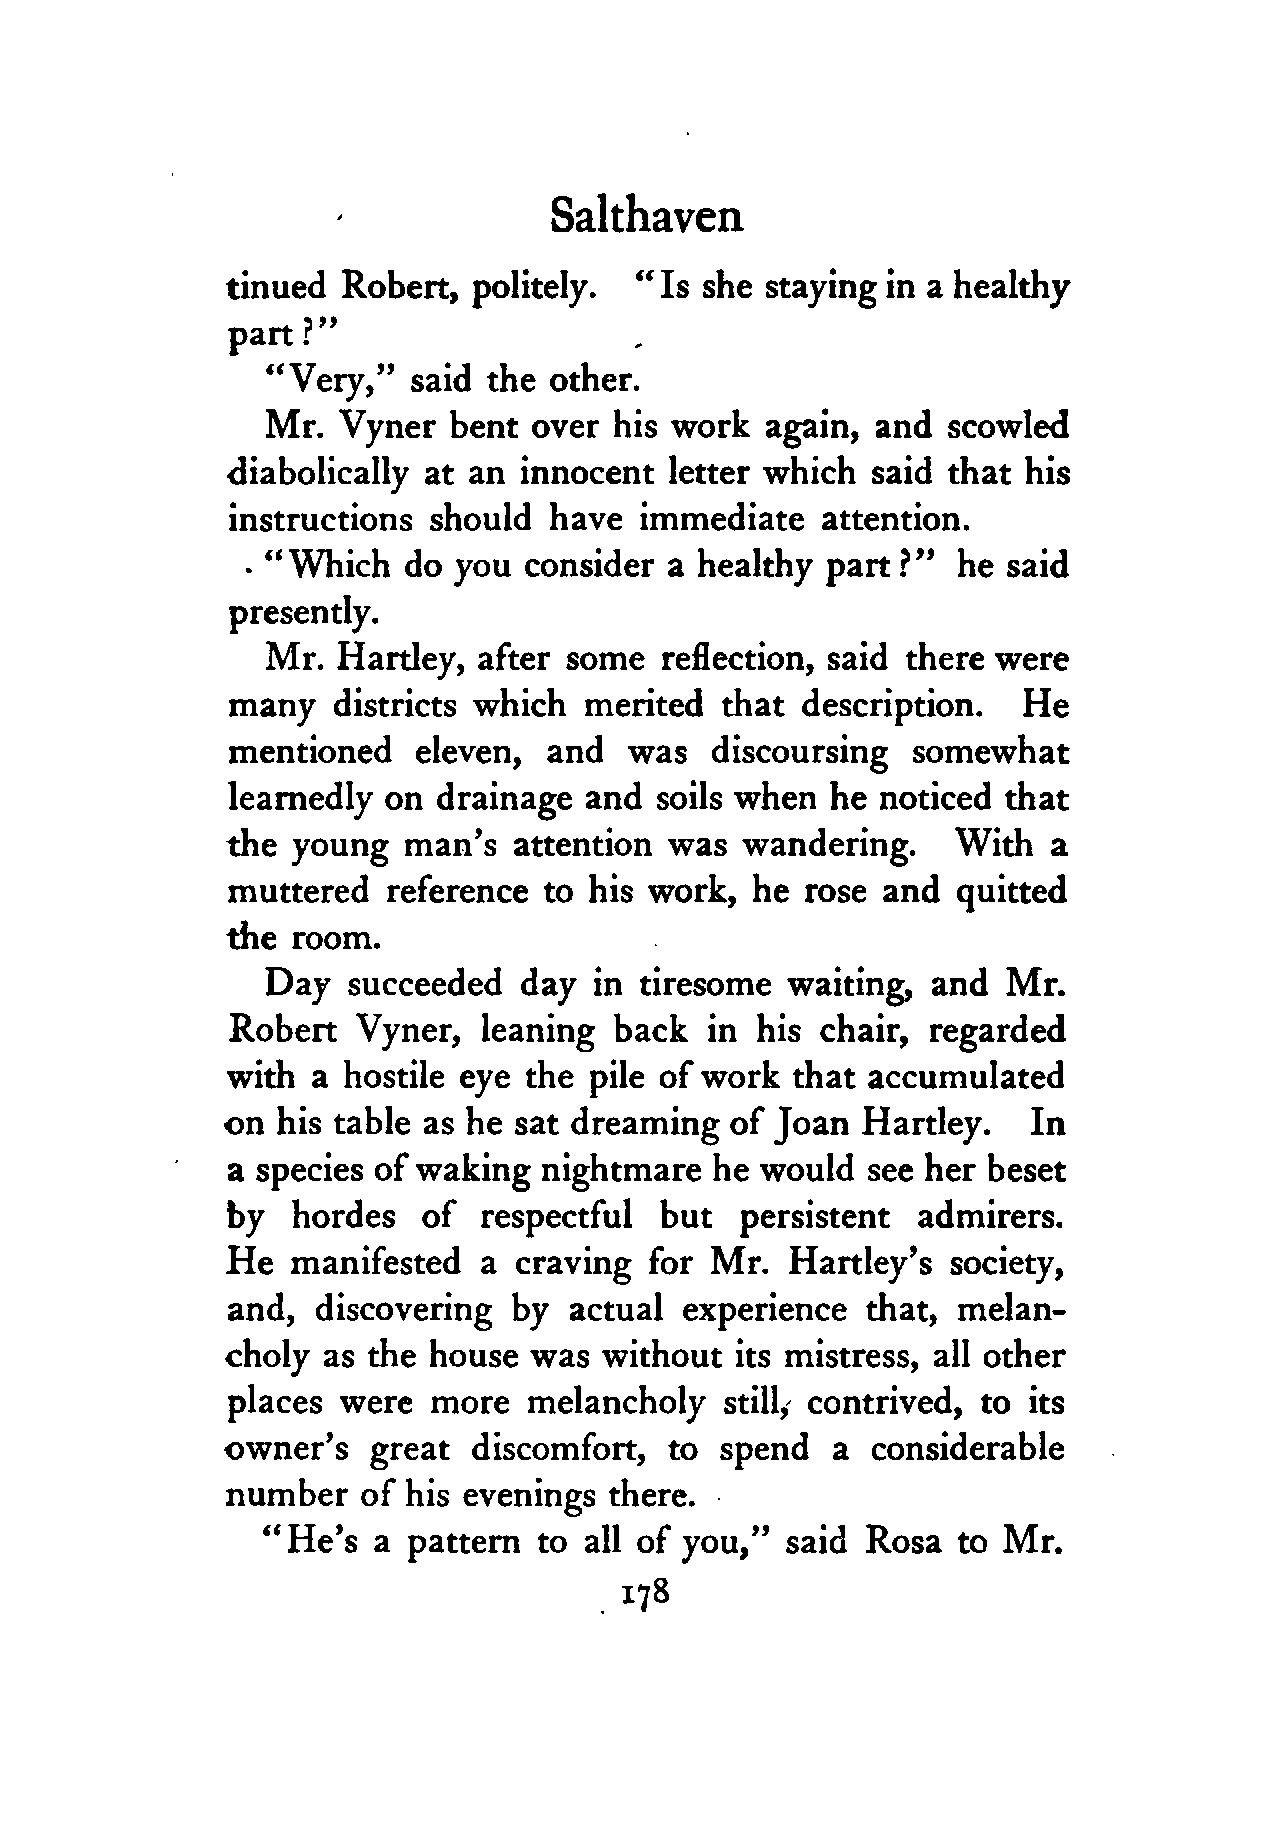 Salthaven
tinued Robert, politely. "Is she staying in a healthy
part?"
"Very," said the other.
Mr. Vyner bent over his work again, and scowled
diabolically at an innocent letter which said that his
instructions should have immediate attention.
"Which do you consider a healthy part?" he said
presently.
Mr. Hartley, after some reflection, said there were
many districts which merited that description. He
mentioned eleven, and was discoursing somewhat
learnedly on drainage and soils when he noticed that
the young man's attention was wandering. With a
muttered reference to his work, he rose and quitted
the room.
Day succeeded day in tiresome waiting, and Mr.
Robert Vyner, leaning back in his chair, regarded
with a hostile eye the pile of work that accumulated
on his table as he sat dreaming of Joan Hartley. In
a species of waking nightmare he would see her beset
by hordes of respectful but persistent admirers.
He manifested a craving for Mr. Hartley's society,
and, discovering by actual experience that, melan-
choly as the house was without its mistress, all other
places were more melancholy still, contrived, to its
owner's great discomfort, to spend a considerable
number of his evenings there.
"He's a pattern to all of you," said Rosa to Mr.
178